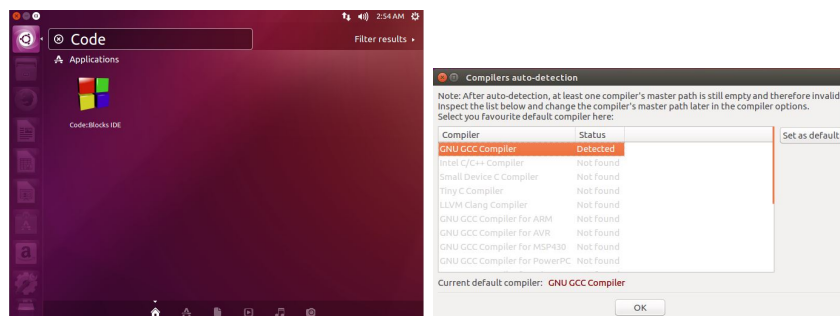 2:54 AM
Code
Filter results
Applications
Code::Blocks IDE
Compilers auto-detection
Note: After auto-detection, at least one compiler's master path is still empty and therefore invalid
Inspect the list below and change the compiler's master path later in the compiler options.
Select you favourite default compiler here:
Compiler Status
GNU GCC Compiler Detected
Set as default
Intel C/C++ Compiler Not found
Small Device C Compiler Not found
Tiny C Compiler Not found
LLVM Clang Compiler Not found
GNU GCC Compiler for ARM Not found
GNU GCC Compiler for AVR Not found
GNU GCC Compiler for MSP430 Not found
GNU GCC Compiler for PowerPC Not found
Current default compiler: GNU GCC Compiler
OK